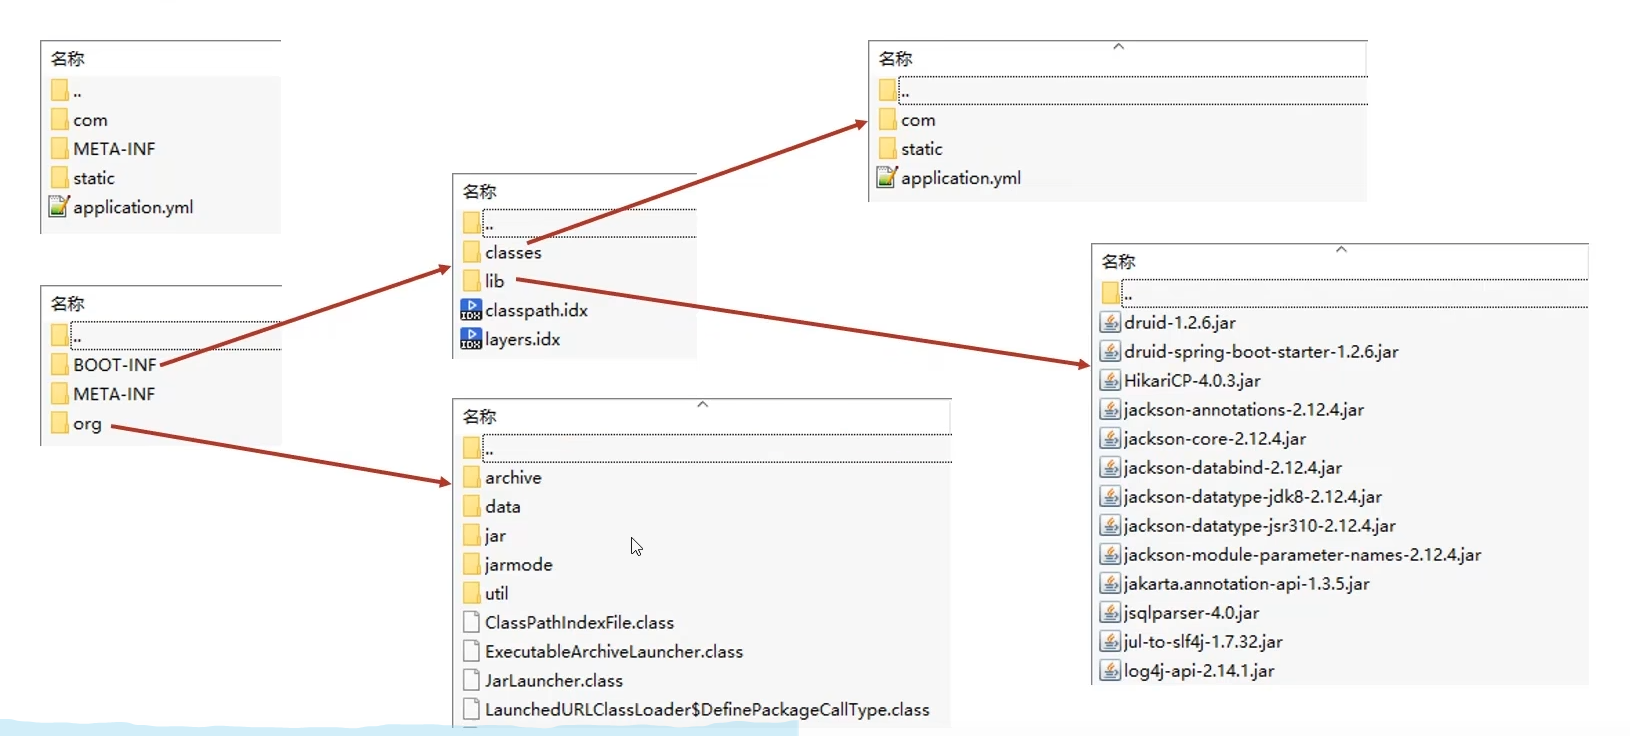 名称
..
com
META-INF
static
application.yml
名称
..
BOOT-INF
META-INF
org
名称
..
classes
lib
classpath.idx
layers.idx
名称
..
archive
data
jar
jarmode
util
ClassPathIndexFile.class
ExecutableArchiveLauncher.class
JarLauncher.class
LaunchedURLClassLoader$DefinePackageCallType.class
名称
..
com
static
application.yml
名称
..
druid-1.2.6.jar
druid-spring-boot-starter-1.2.6.jar
HikariCP-4.0.3.jar
jackson-annotations-2.12.4.jar
jackson-core-2.12.4.jar
jackson-databind-2.12.4.jar
jackson-datatype-jdk8-2.12.4.jar
jackson-datatype-jsr310-2.12.4.jar
jackson-module-parameter-names-2.12.4.jar
jakarta.annotation-api-1.3.5.jar
jsqlparser-4.0.jar
jul-to-slf4j-1.7.32.jar
log4j-api-2.14.1.jar